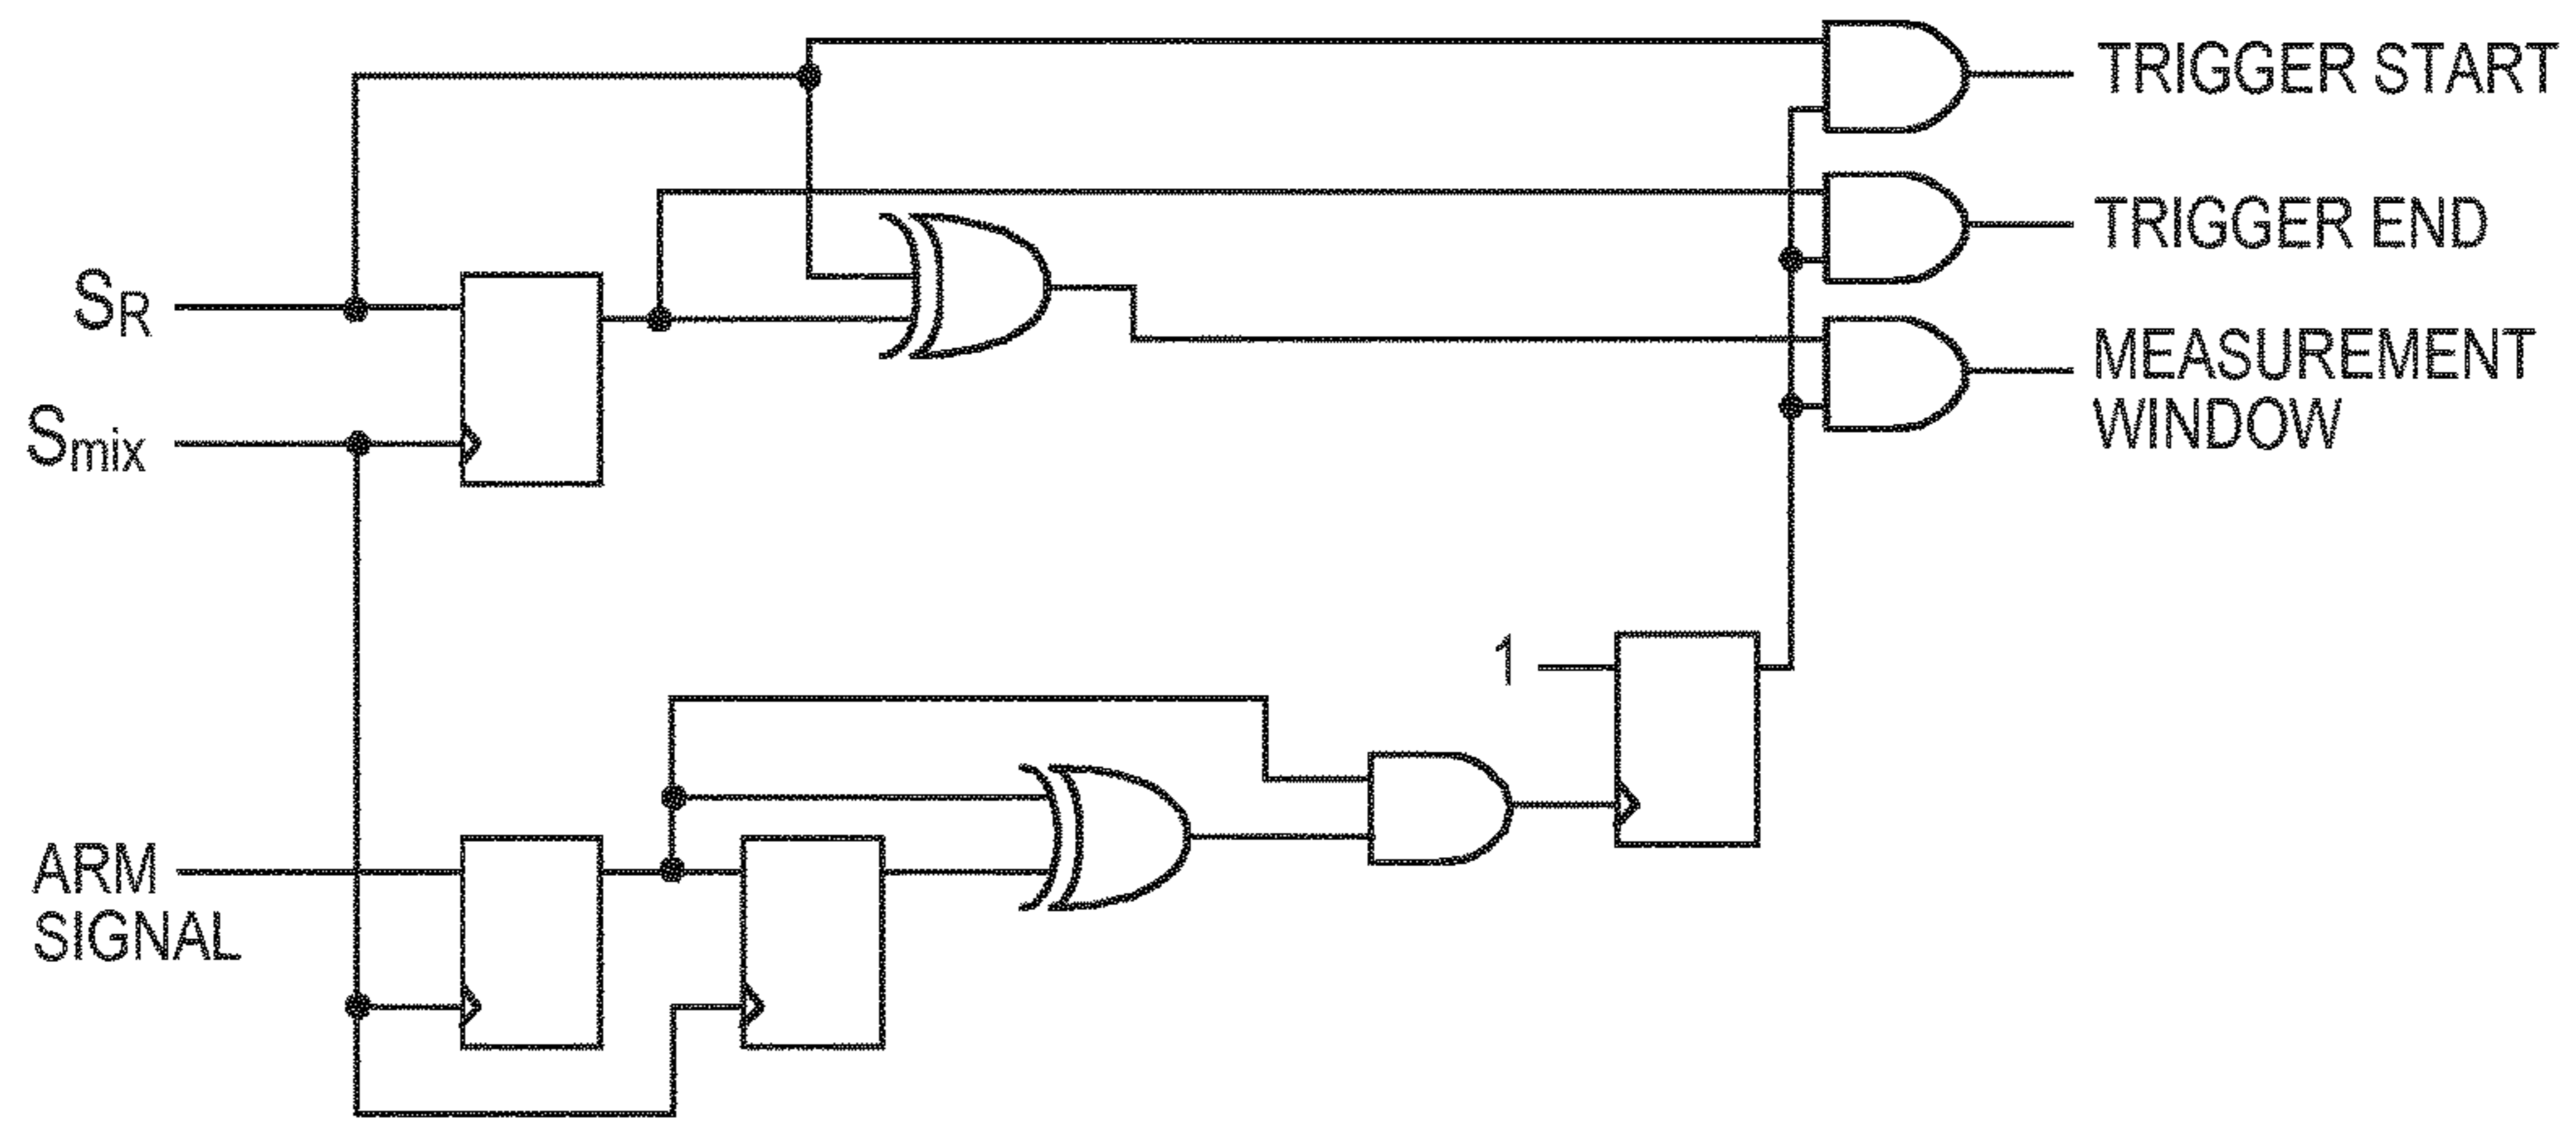 TRIGGER START
TRIGGER END
SR
MEASUREMENT
WINDOW
Smix
1
ARM
SIGNAL